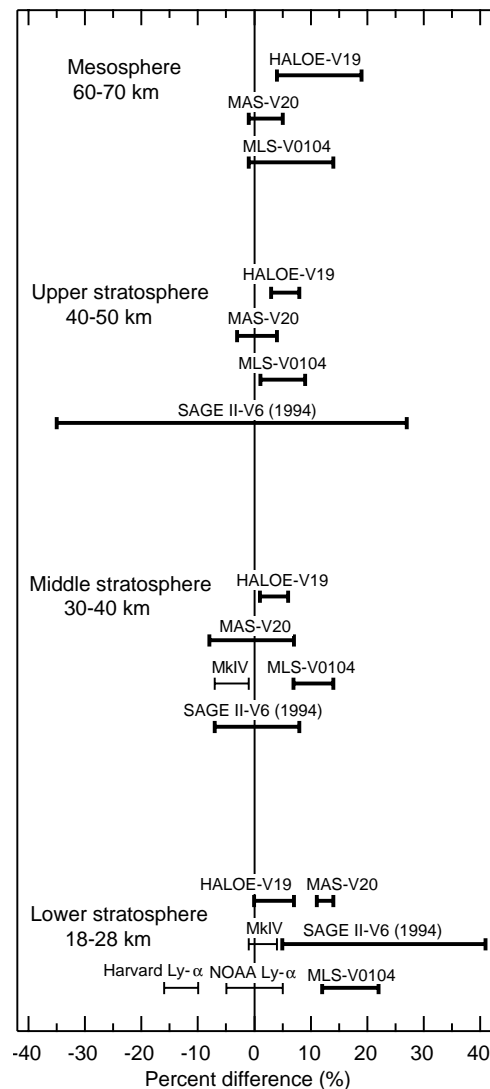 HALOE-V19
Mesosphere
60-70 km
MAS-V20
MLS-V0104
HALOE-V19
Upper stratosphere
40-50 km
MAS-V20
MLS-V0104
SAGE II-V6 (1994)
HALOE-V19
Middle stratosphere
30-40 km
MAS-V20
MkIV MLS-V0104
SAGE II-V6 (1994)
HALOE-V19 MAS-V20
Lower stratosphere
18-28 km
MkIV SAGE II-V6 (1994)
Harvard Ly-α NOAA Ly-α MLS-V0104
-40 -30 -20 -10 0 10 20 30 40
Percent difference (%)